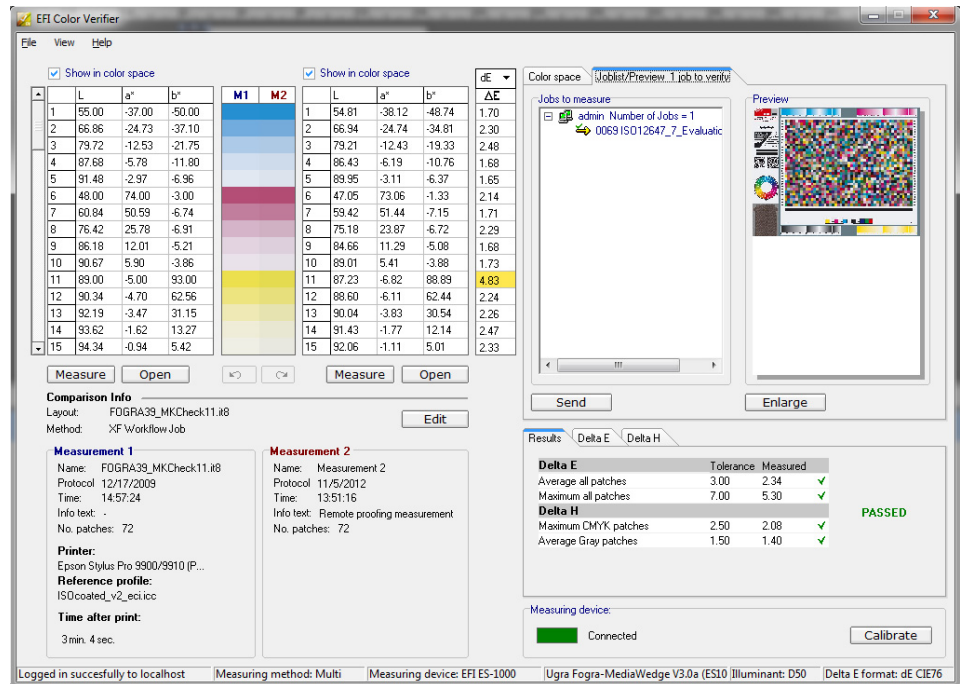 EFI Color Verifier
File View Help
Show in color space
L a* b*
1 55.00 -37.00 -50.00
2 66.86 -24.73 -37.10
3 79.72 -12.53 -21.75
4 87.68 -5.78 -11.80
5 91.48 -2.97 -6.96
6 48.00 74.00 -3.00
7 60.84 50.59 -6.74
8 76.42 25.78 -6.91
9 86.18 12.01 -5.21
10 90.67 5.90 -3.86
11 89.00 -5.00 93.00
12 90.34 -4.70 62.56
13 92.19 -3.47 31.15
14 93.62 -1.62 13.27
15 94.34 -0.94 5.42
M1 M2
Show in color space
L a* b*
1 54.81 -38.12 -48.74
2 66.94 -24.74 -34.81
3 79.21 -12.43 -19.33
4 86.43 -6.19 -10.76
5 89.95 -3.11 -6.37
6 47.05 73.06 -1.33
7 59.42 51.44 -7.15
8 75.18 23.87 -6.72
9 84.66 11.29 -5.08
10 89.01 5.41 -3.88
11 87.23 -6.82 88.89
12 88.60 -6.11 62.44
13 90.04 -3.83 30.54
14 91.43 -1.77 12.14
15 92.06 -1.11 5.01
dE
ΔE
1.70
2.30
2.48
1.68
1.65
2.14
1.71
2.29
1.68
1.73
4.83
2.24
2.26
2.47
2.33
Measure Open
Measure Open
Comparison Info
Layout: FOGRA39_MKCheck11.it8
Method: XF Workflow Job
Edit
Measurement 1
Name: FOGRA39_MKCheck11.it8
Protocol 12/17/2009
Time: 14:57:24
Info text: -
No. patches: 72
Printer:
Epson Stylus Pro 9900/9910 (P...
Reference profile:
ISOcoated_v2_eci.icc
Time after print:
3 min. 4 sec.
Measurement 2
Name: Measurement 2
Protocol 11/5/2012
Time: 13:51:16
Info text: Remote proofing measurement
No. patches: 72
Color space Joblist/Preview 1 job to verify
Jobs to measure
admin Number of Jobs = 1
0069 ISO12647_7_Evaluatic
Preview
Send
Enlarge
Results Delta E Delta H
Delta E Tolerance Measured
Average all patches 3.00 2.34
Maximum all patches 7.00 5.30
Delta H
Maximum CMYK patches 2.50 2.08
Average Gray patches 1.50 1.40
PASSED
Measuring device:
Connected
Calibrate
Logged in succesfully to localhost Measuring method: Multi Measuring device: EFI ES-1000 Ugra Fogra-MediaWedge V3.0a (ES10 Illuminant: D50 Delta E format: dE CIE76